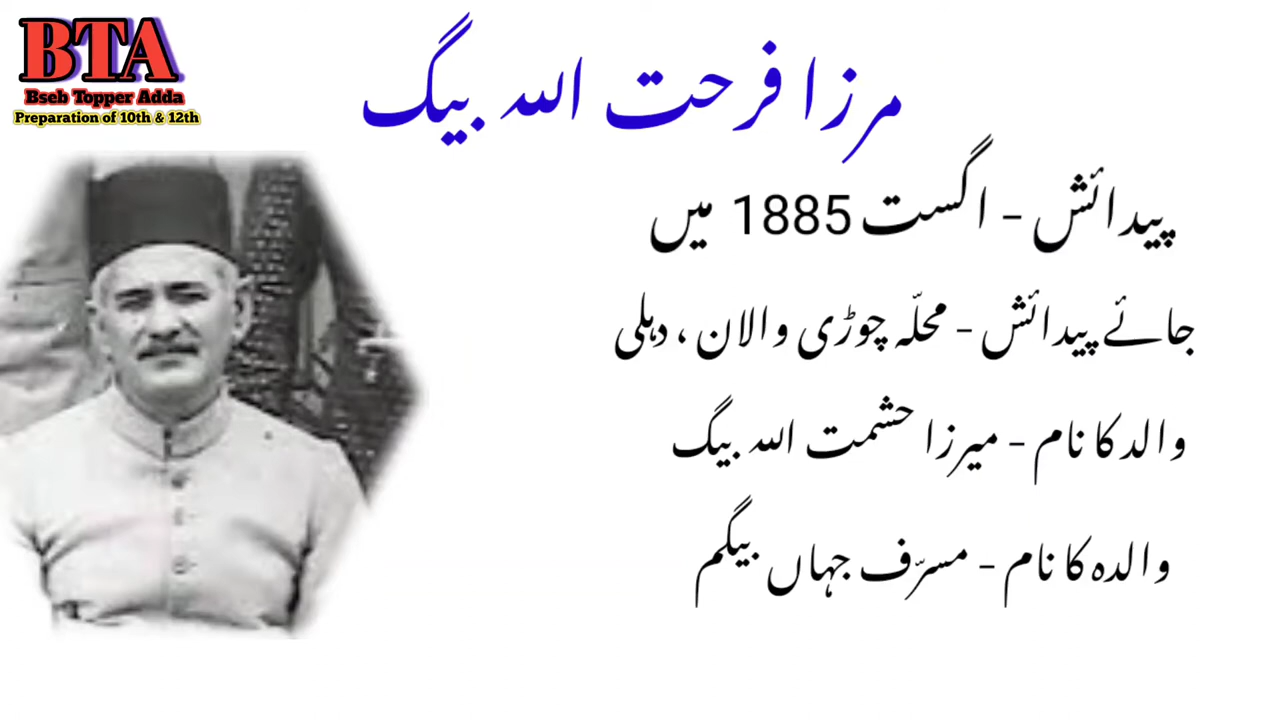 BTA
Bseb Topper Adda
Preparation of 10th & 12th
مرزا فرحت اللہ بیگ
پیدائش - اگست 1885 میں
جائے پیدائش - محلّہ چوڑی والان ، دہلی
والد کا نام - میرزا حشمت اللہ بیگ
والدہ کا نام - مسرّف جہاں بیگم